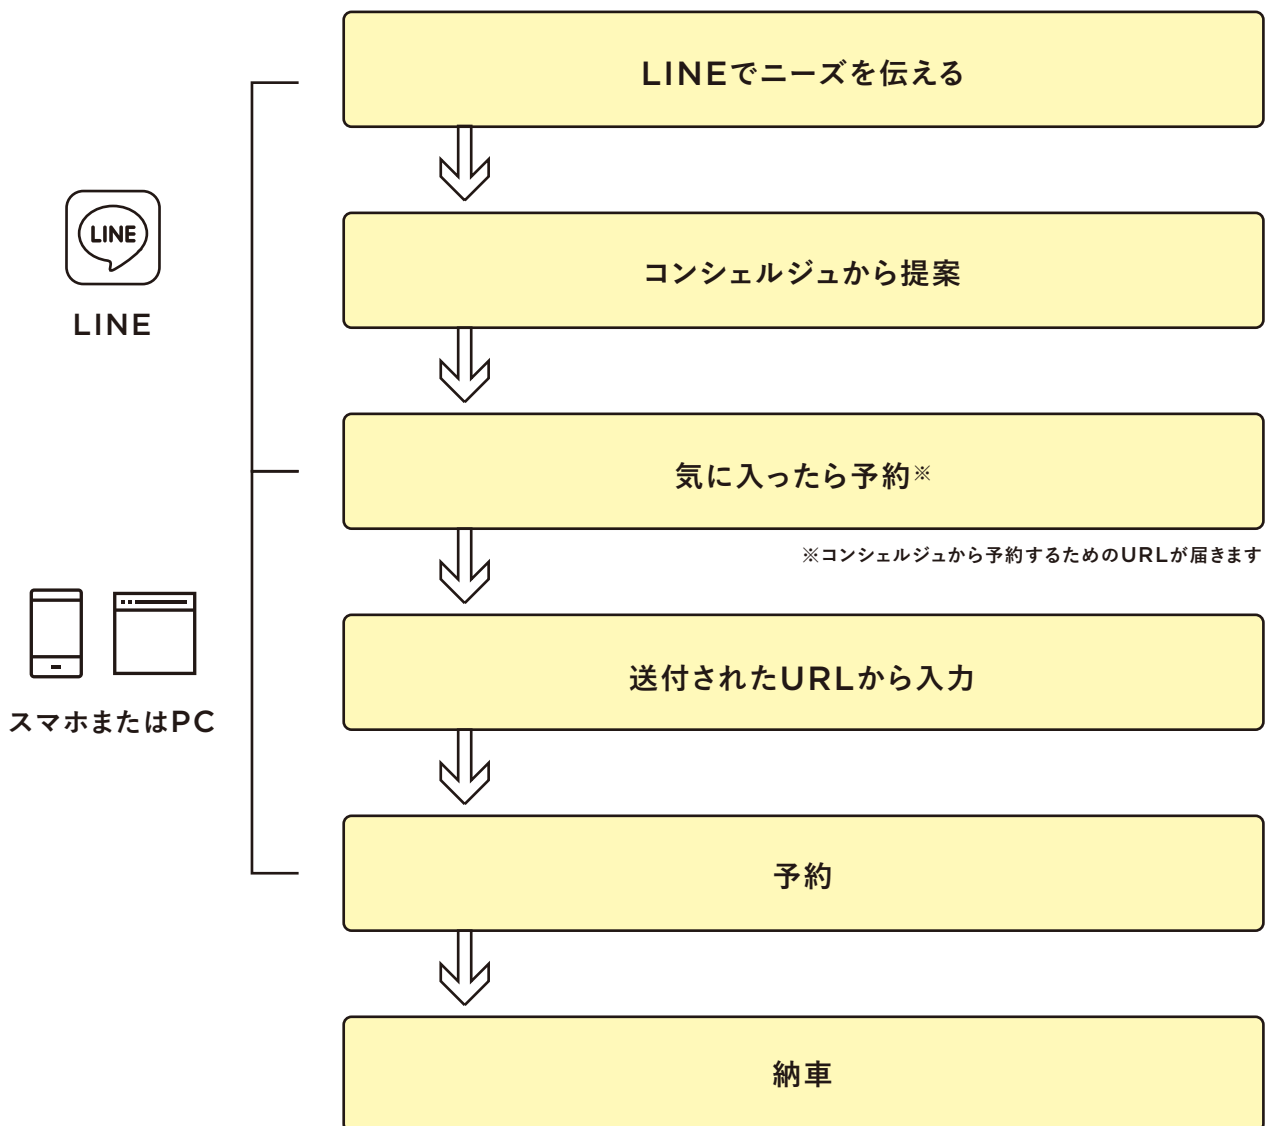 LINEでニーズを伝える
コンシェルジュから提案
LINE
LINE
気に入ったら予約※
※コンシェルジュから予約するためのURLが届きます
送付されたURLから入力
スマホまたはPC
予約
納車